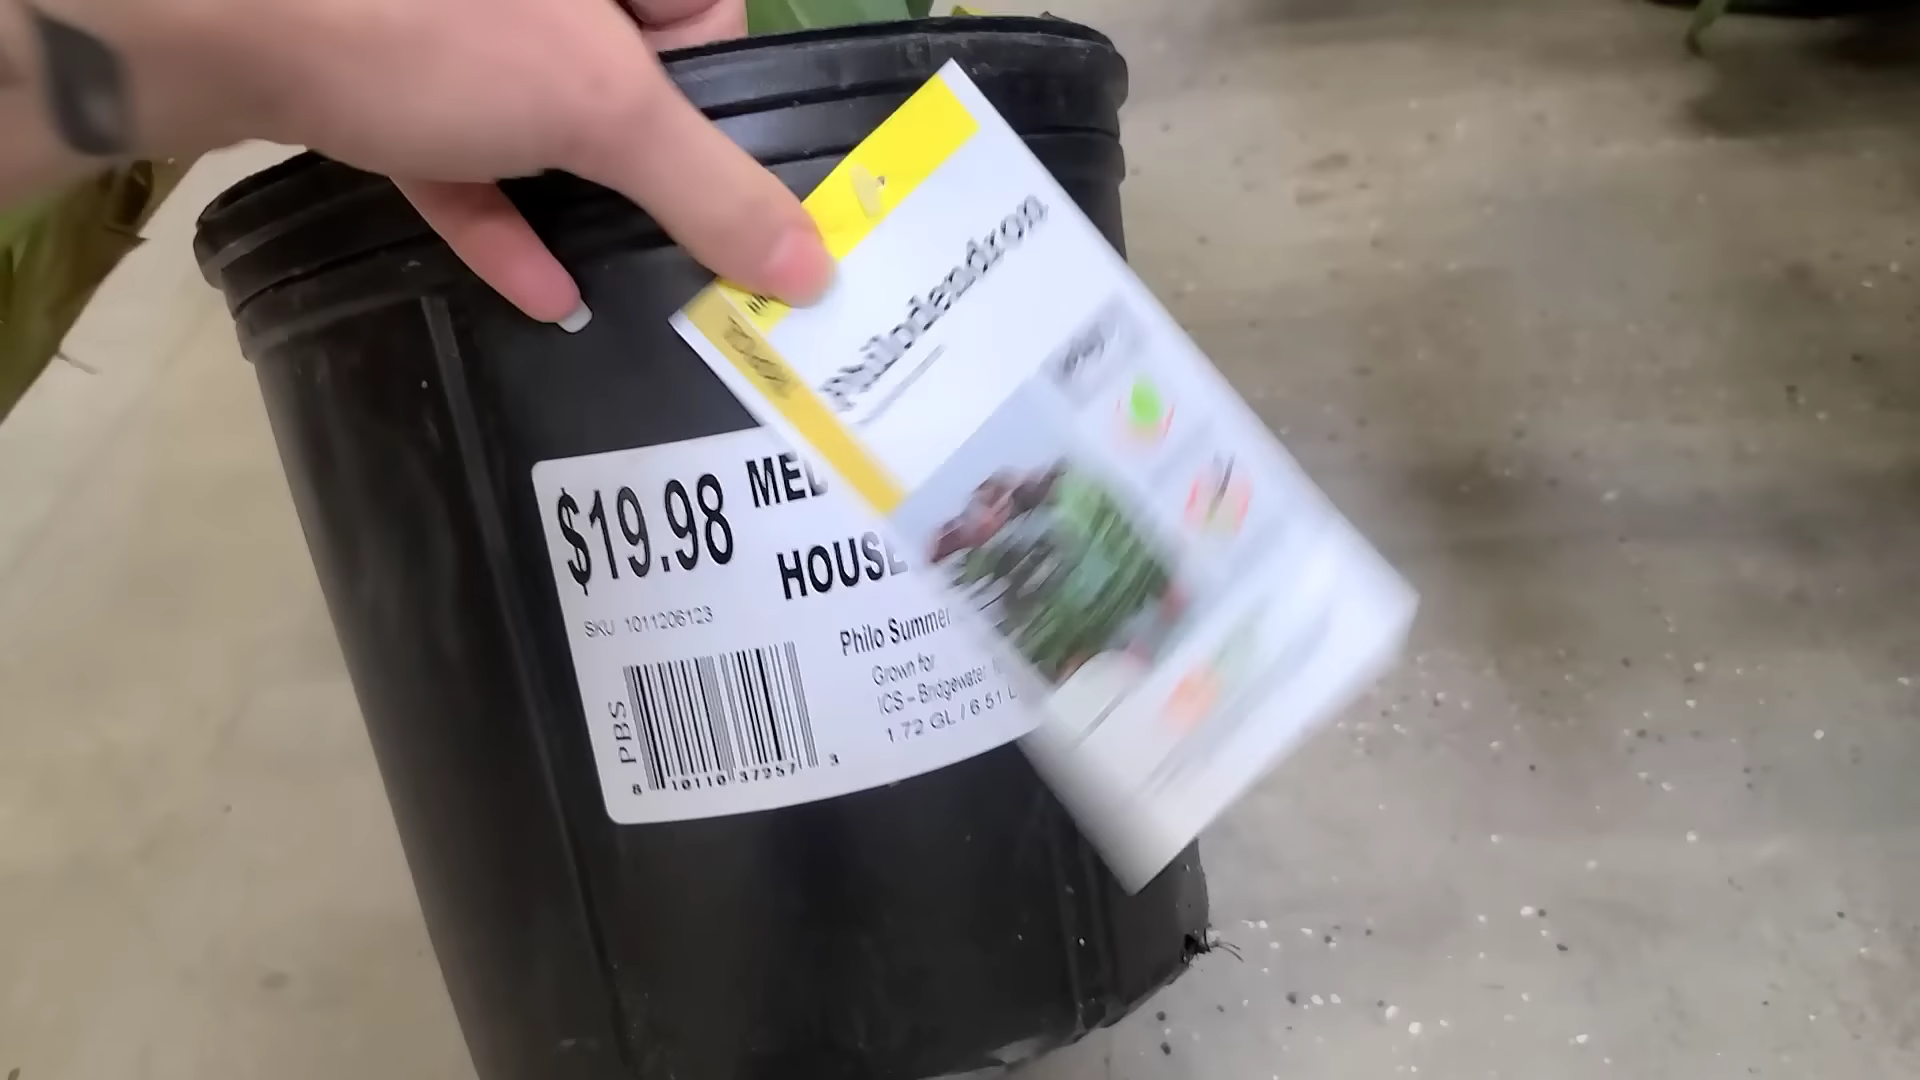 Philodendron
$19.98
MED
HOUSE
SKU 1011206123
Philo Summer
Grown for:
ICS - Bridgewater
1.72 GL / 6.51 L
PBS
8 10110 37957 3